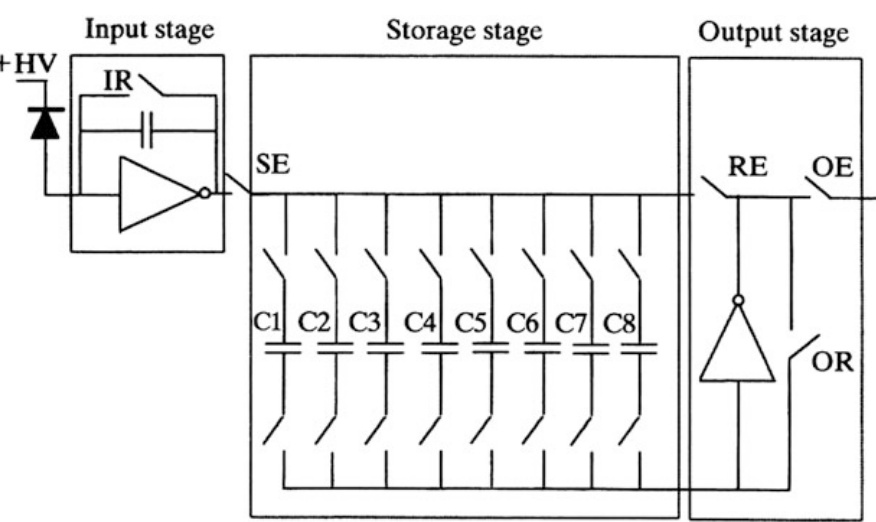 Input stage
Storage stage
Output stage
+HV
IR
SE
RE
OE
C1 C2 C3 C4 C5 C6 C7 C8
OR